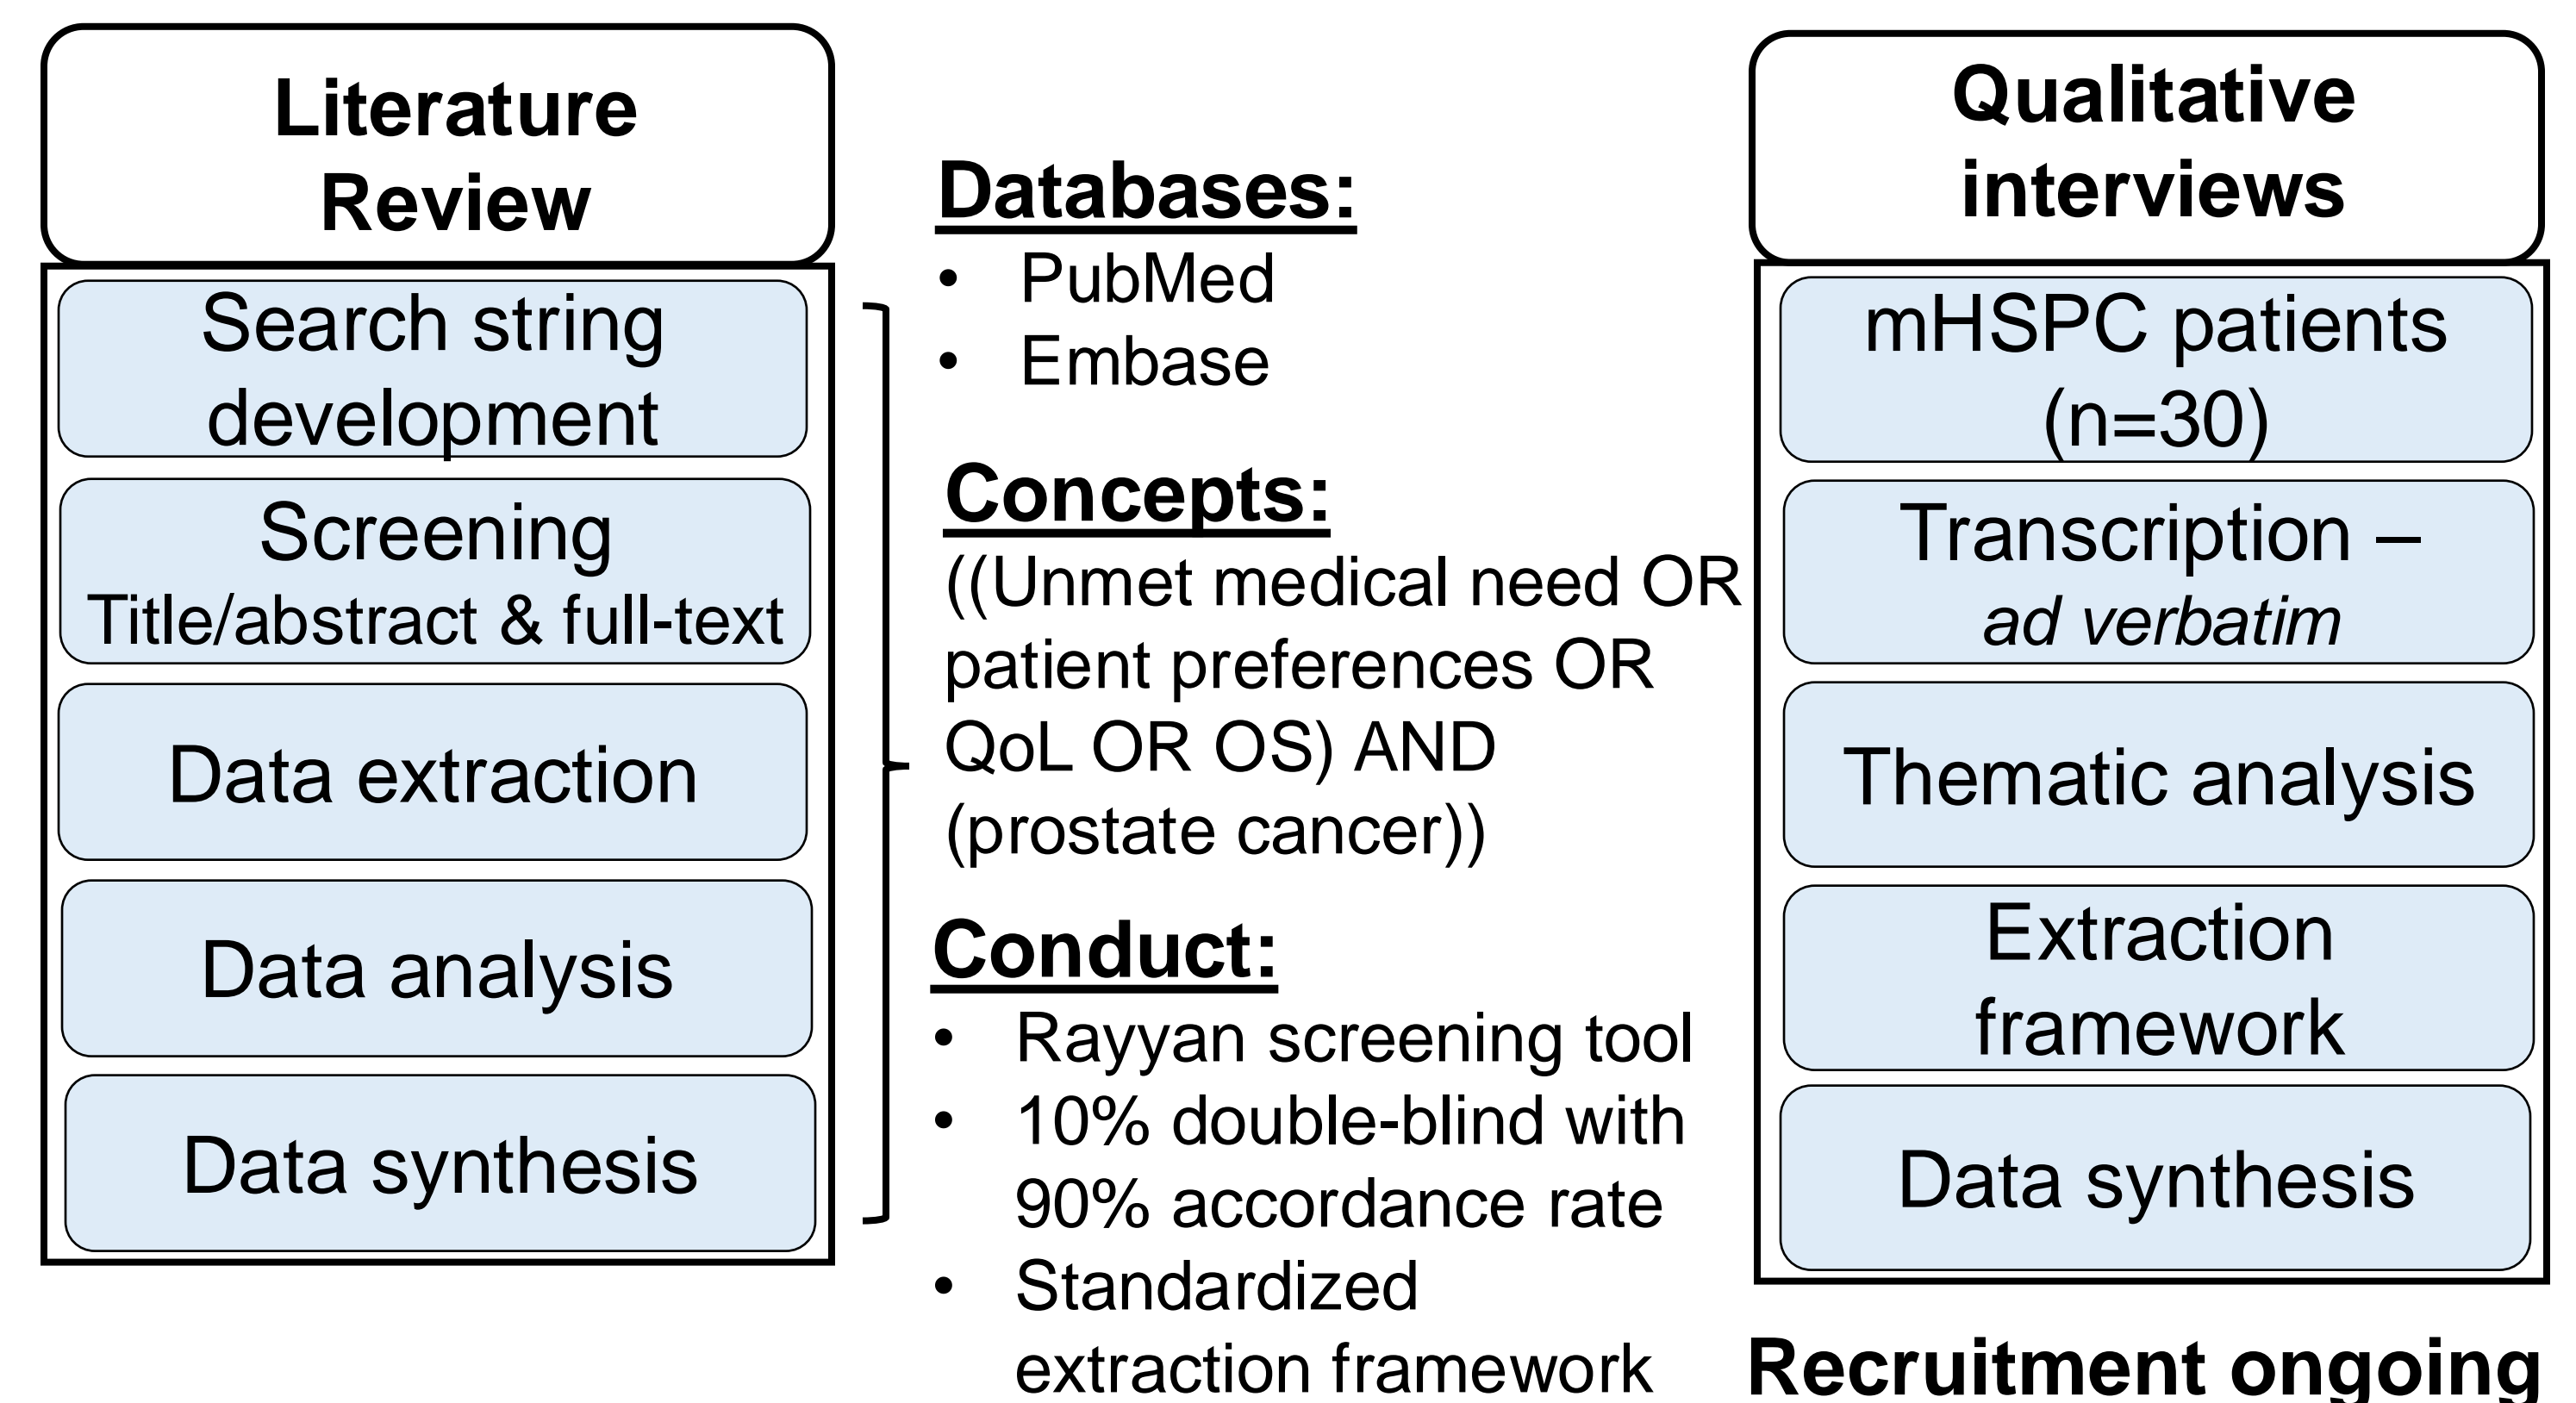 Literature
Review
Search string
development
Screening
Title/abstract & full-text
Data extraction
Data analysis
Data synthesis
Databases:
• PubMed
• Embase
Concepts:
((Unmet medical need OR
patient preferences OR
QoL OR OS) AND
(prostate cancer))
Conduct:
• Rayyan screening tool
• 10% double-blind with
90% accordance rate
• Standardized
extraction framework
Qualitative
interviews
mHSPC patients
(n=30)
Transcription –
ad verbatim
Thematic analysis
Extraction
framework
Data synthesis
Recruitment ongoing